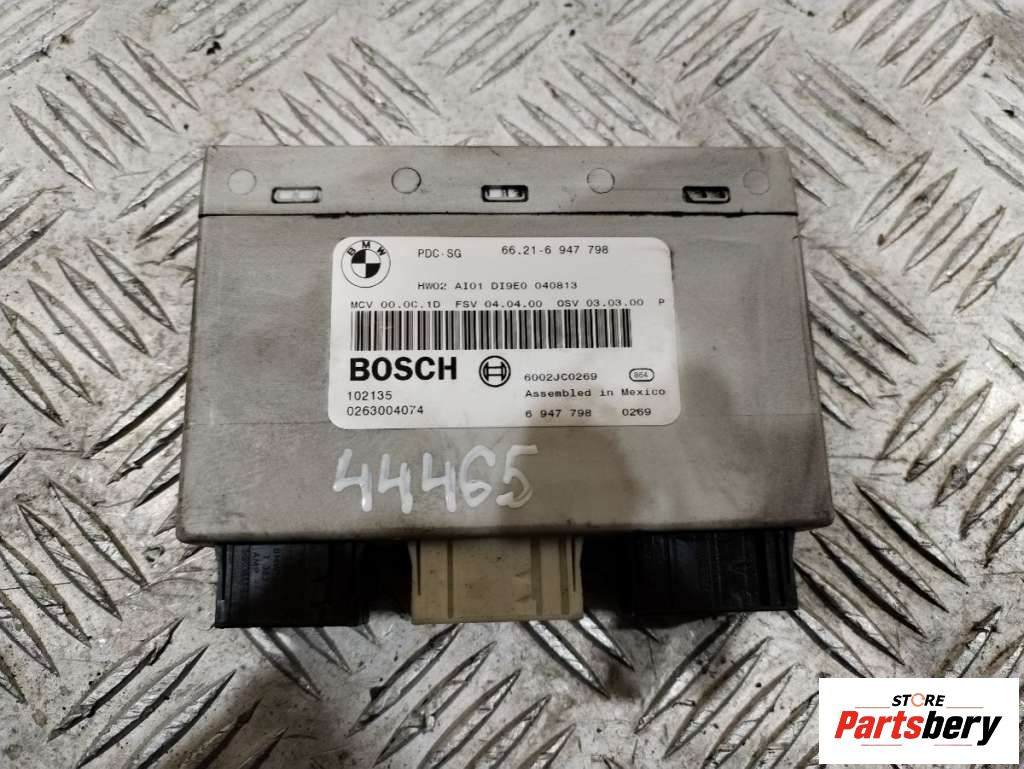 BMW
PDC-SG 66.21-6 947 798
HW02 AI01 DI9E0 040813
MCV 00.0C.1D FSV 04.04.00 OSV 03.03.00 P
BOSCH
6002JC0269 864
102135 Assembled in Mexico
0263004074 6 947 798 0269
44465
STORE
Partsbery